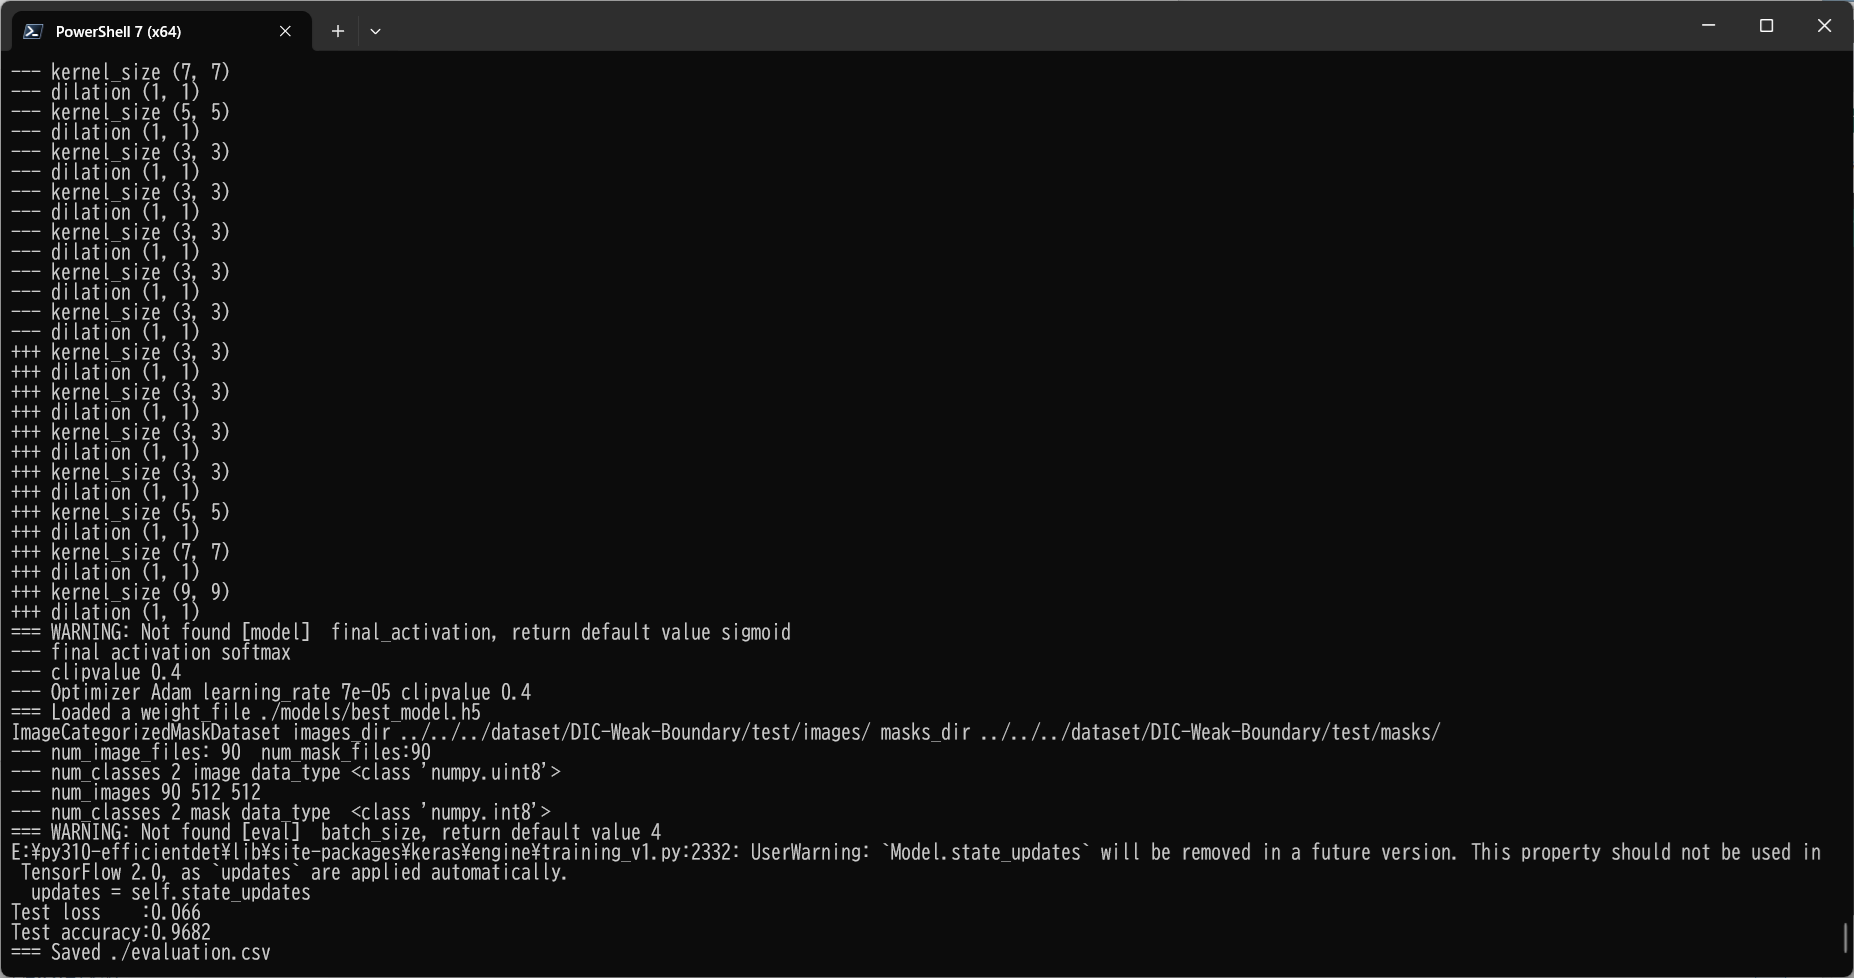 PowerShell 7 (x64)
--- kernel_size (7, 7)
--- dilation (1, 1)
--- kernel_size (5, 5)
--- dilation (1, 1)
--- kernel_size (3, 3)
--- dilation (1, 1)
--- kernel_size (3, 3)
--- dilation (1, 1)
--- kernel_size (3, 3)
--- dilation (1, 1)
--- kernel_size (3, 3)
--- dilation (1, 1)
--- kernel_size (3, 3)
--- dilation (1, 1)
+++ kernel_size (3, 3)
+++ dilation (1, 1)
+++ kernel_size (3, 3)
+++ dilation (1, 1)
+++ kernel_size (3, 3)
+++ dilation (1, 1)
+++ kernel_size (3, 3)
+++ dilation (1, 1)
+++ kernel_size (5, 5)
+++ dilation (1, 1)
+++ kernel_size (7, 7)
+++ dilation (1, 1)
+++ kernel_size (9, 9)
+++ dilation (1, 1)
=== WARNING: Not found [model]  final_activation, return default value sigmoid
--- final activation softmax
--- clipvalue 0.4
--- Optimizer Adam learning_rate 7e-05 clipvalue 0.4
=== Loaded a weight_file ./models/best_model.h5
ImageCategorizedMaskDataset images_dir ../../../dataset/DIC-Weak-Boundary/test/images/ masks_dir ../../../dataset/DIC-Weak-Boundary/test/masks/
--- num_image_files: 90  num_mask_files:90
--- num_classes 2 image data_type <class 'numpy.uint8'>
--- num_images 90 512 512
--- num_classes 2 mask data_type  <class 'numpy.int8'>
=== WARNING: Not found [eval]  batch_size, return default value 4
E:¥py310-efficientdet¥lib¥site-packages¥keras¥engine¥training_v1.py:2332: UserWarning: `Model.state_updates` will be removed in a future version. This property should not be used in
 TensorFlow 2.0, as `updates` are applied automatically.
  updates = self.state_updates
Test loss    :0.066
Test accuracy:0.9682
=== Saved ./evaluation.csv